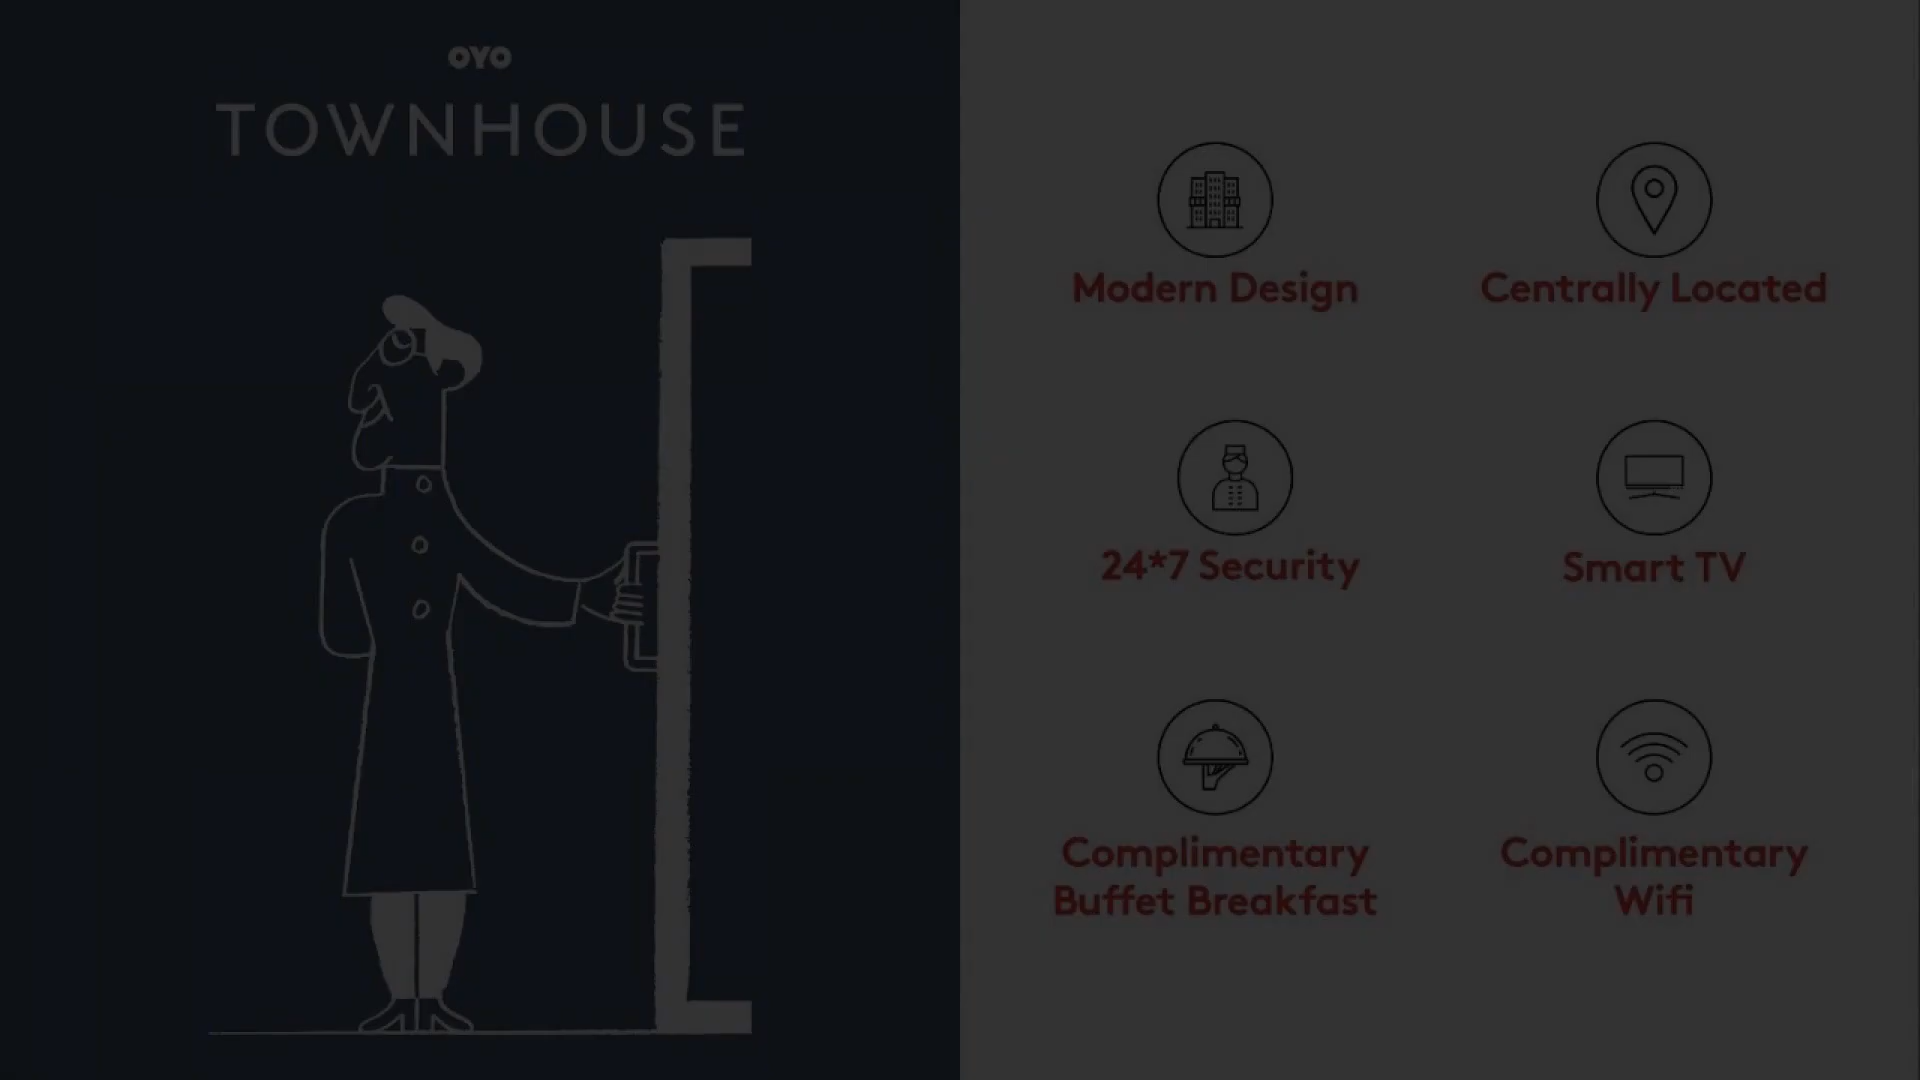 OYO
TOWNHOUSE
Modern Design
Centrally Located
24*7 Security
Smart TV
Complimentary
Buffet Breakfast
Complimentary
Wifi